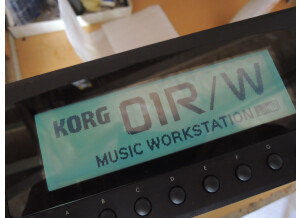 KORG 01R/W
MUSIC WORKSTATION
A B C D E F G